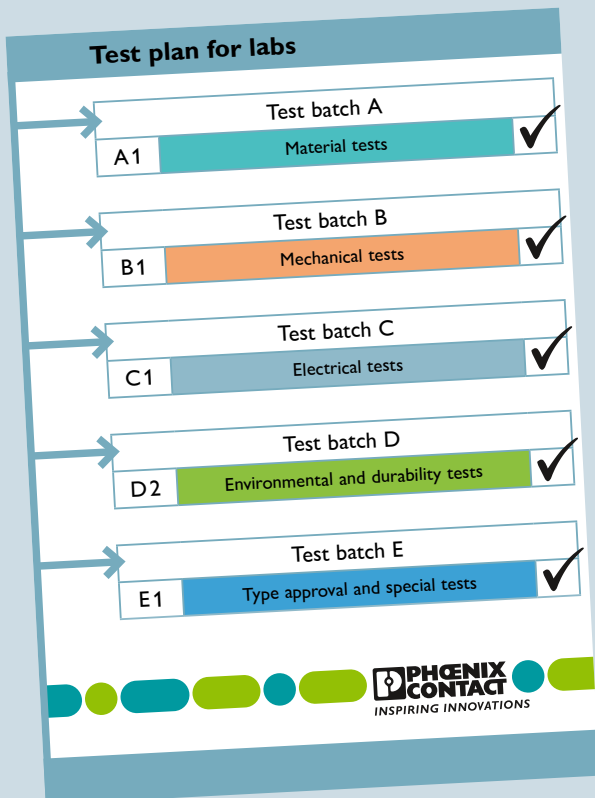 Test plan for labs
Test batch A
A1 Material tests
Test batch B
B1 Mechanical tests
Test batch C
C1 Electrical tests
Test batch D
D2 Environmental and durability tests
Test batch E
E1 Type approval and special tests
PHŒNIX
CONTACT
INSPIRING INNOVATIONS